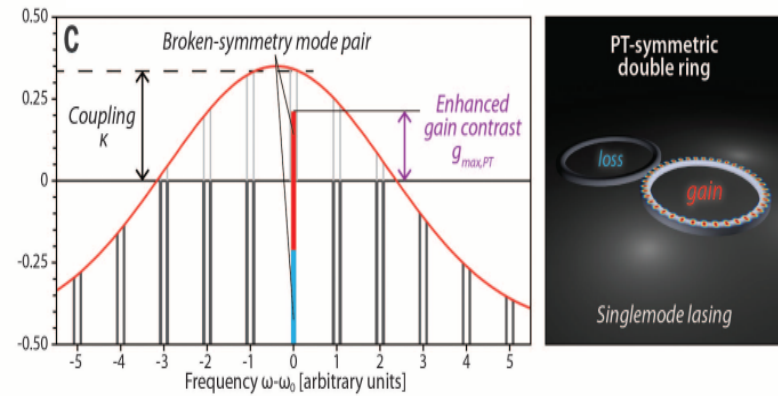 C
0.50
0.25
0
-0.25
-0.50
Broken-symmetry mode pair
Coupling
κ
Enhanced
gain contrast
g max,PT
-5 -4 -3 -2 -1 0 1 2 3 4 5
Frequency ω-ω₀ [arbitrary units]
PT-symmetric
double ring
loss
gain
Singlemode lasing